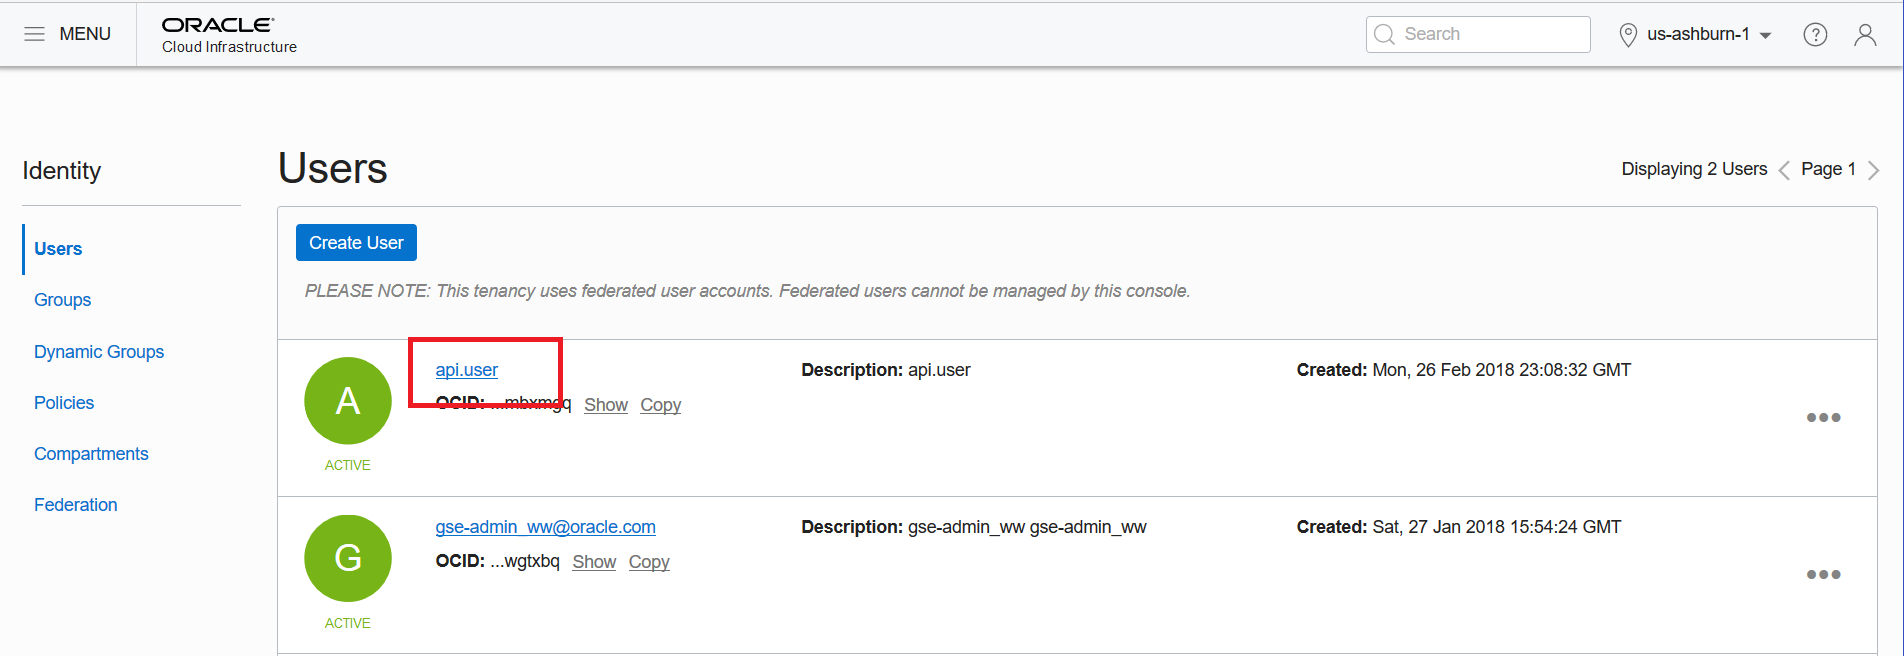 MENU
ORACLE
Cloud Infrastructure
Search
us-ashburn-1
?
Identity
Users
Groups
Dynamic Groups
Policies
Compartments
Federation
Users
Displaying 2 Users
Page 1
Create User
PLEASE NOTE: This tenancy uses federated user accounts. Federated users cannot be managed by this console.
A
ACTIVE
api.user
OCID: ...mbxmgq Show Copy
Description: api.user
Created: Mon, 26 Feb 2018 23:08:32 GMT
G
ACTIVE
gse-admin_ww@oracle.com
OCID: ...wgtxbq Show Copy
Description: gse-admin_ww gse-admin_ww
Created: Sat, 27 Jan 2018 15:54:24 GMT